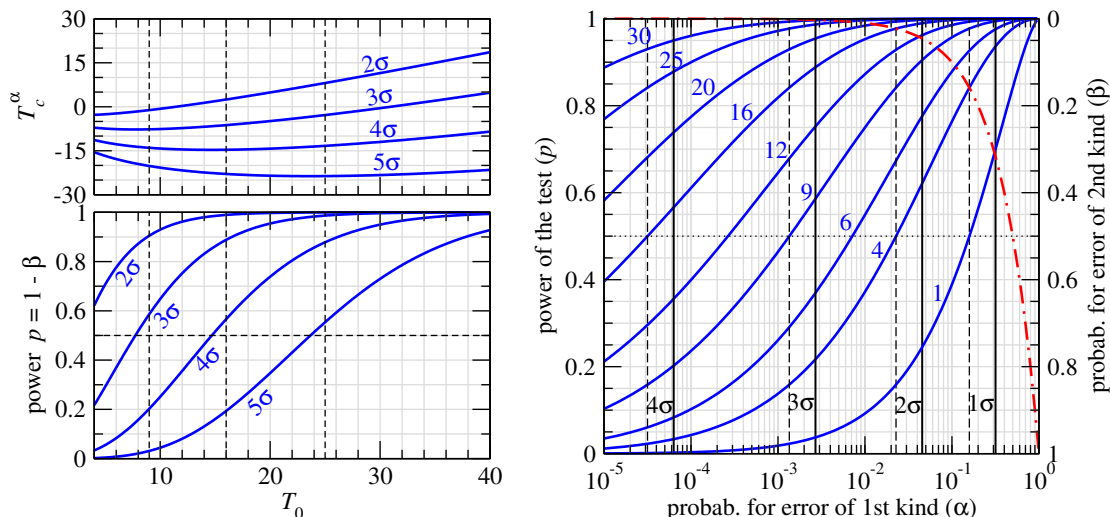 30
15
0
-15
-30
T_c^α
2σ
3σ
4σ
5σ
1
0.8
0.6
0.4
0.2
0
power p = 1 - β
2σ
3σ
4σ
5σ
10
20
30
40
T_0
1
0.8
0.6
0.4
0.2
0
power of the test (p)
30
25
20
16
12
9
6
4
1
4σ
3σ
2σ
1σ
0
0.2
0.4
0.6
0.8
1
probab. for error of 2nd kind (β)
10^-5
10^-4
10^-3
10^-2
10^-1
10^0
probab. for error of 1st kind (α)